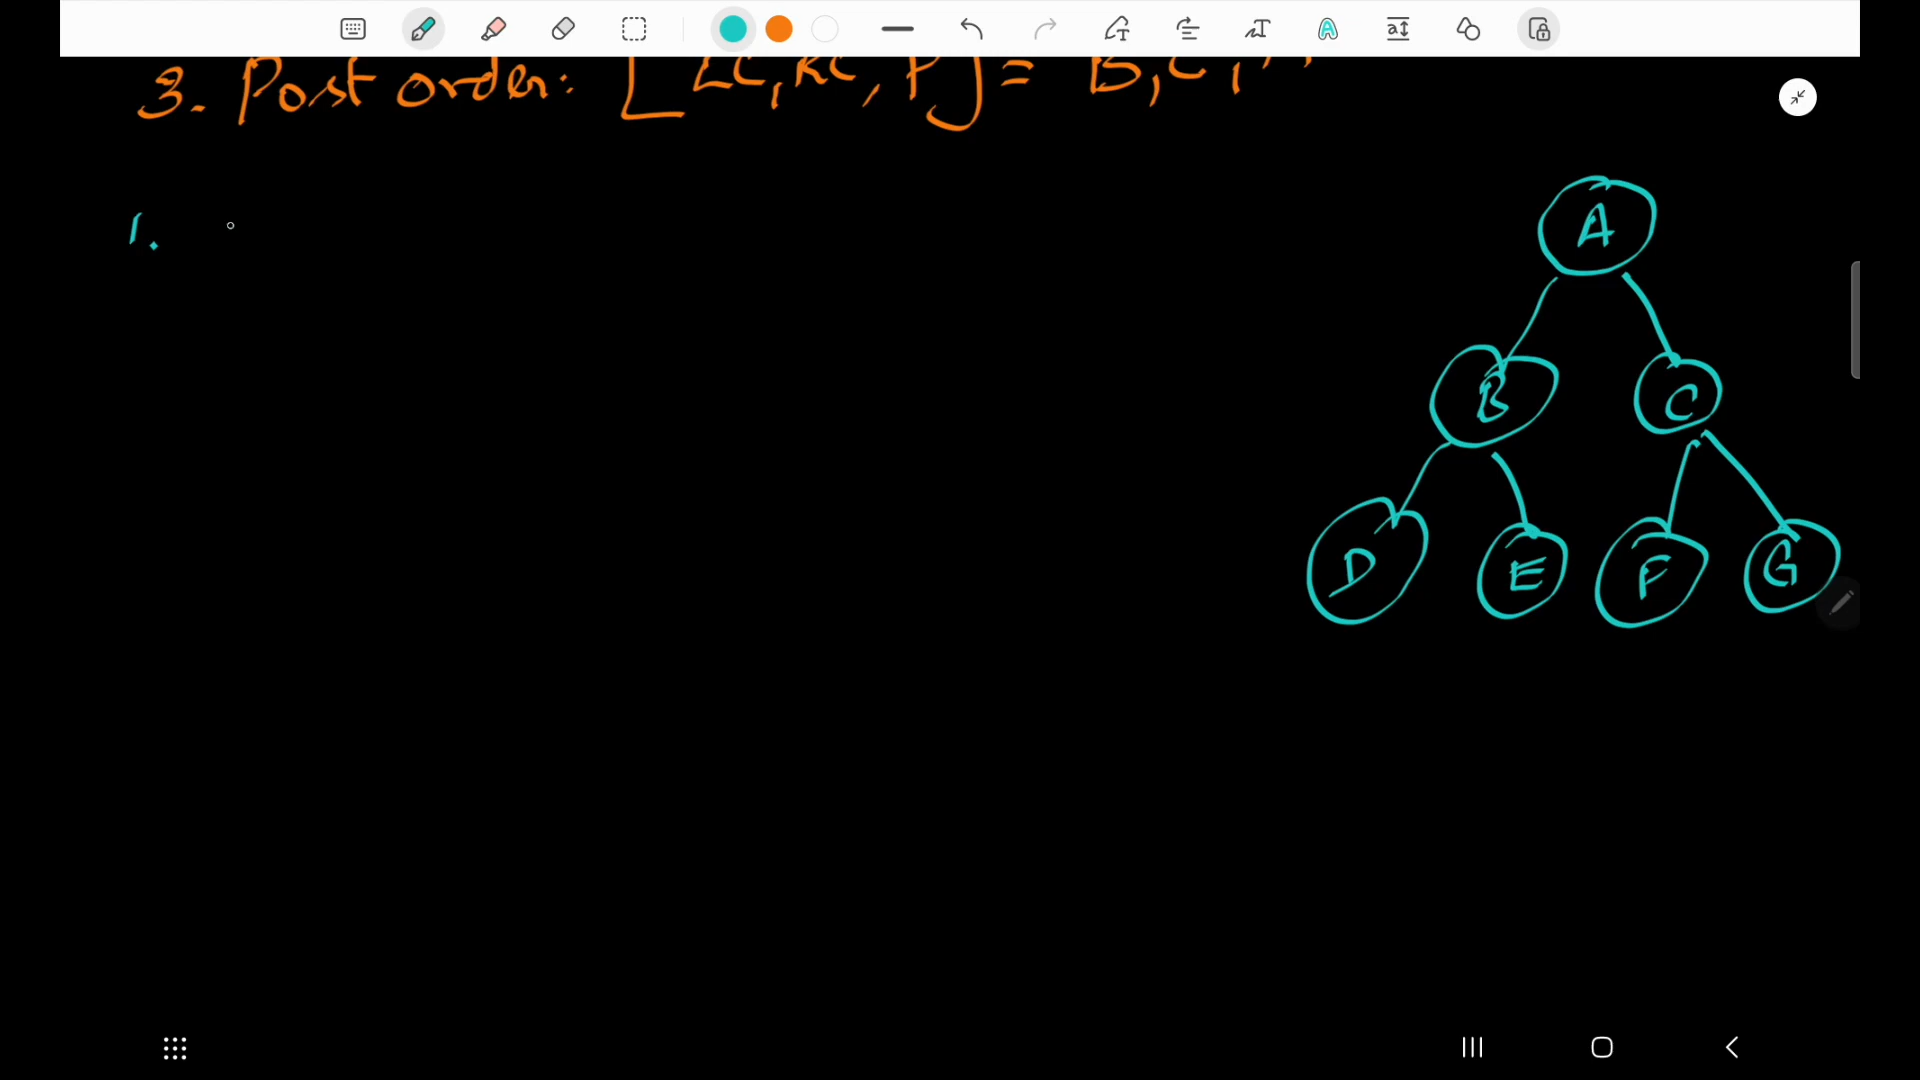 3. Post order: [LC, RC, P] = B, C,
1.
A
B C
D E F G